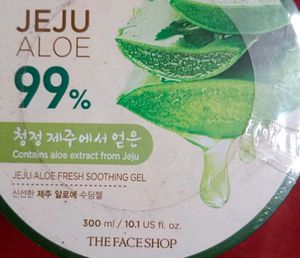 JEJU
ALOE
99%
청정 제주에서 얻은
Contains aloe extract from Jeju
JEJU ALOE FRESH SOOTHING GEL
신선한 제주 알로에 수딩젤
300 ml / 10.1 US fl. oz.
THE FACE SHOP